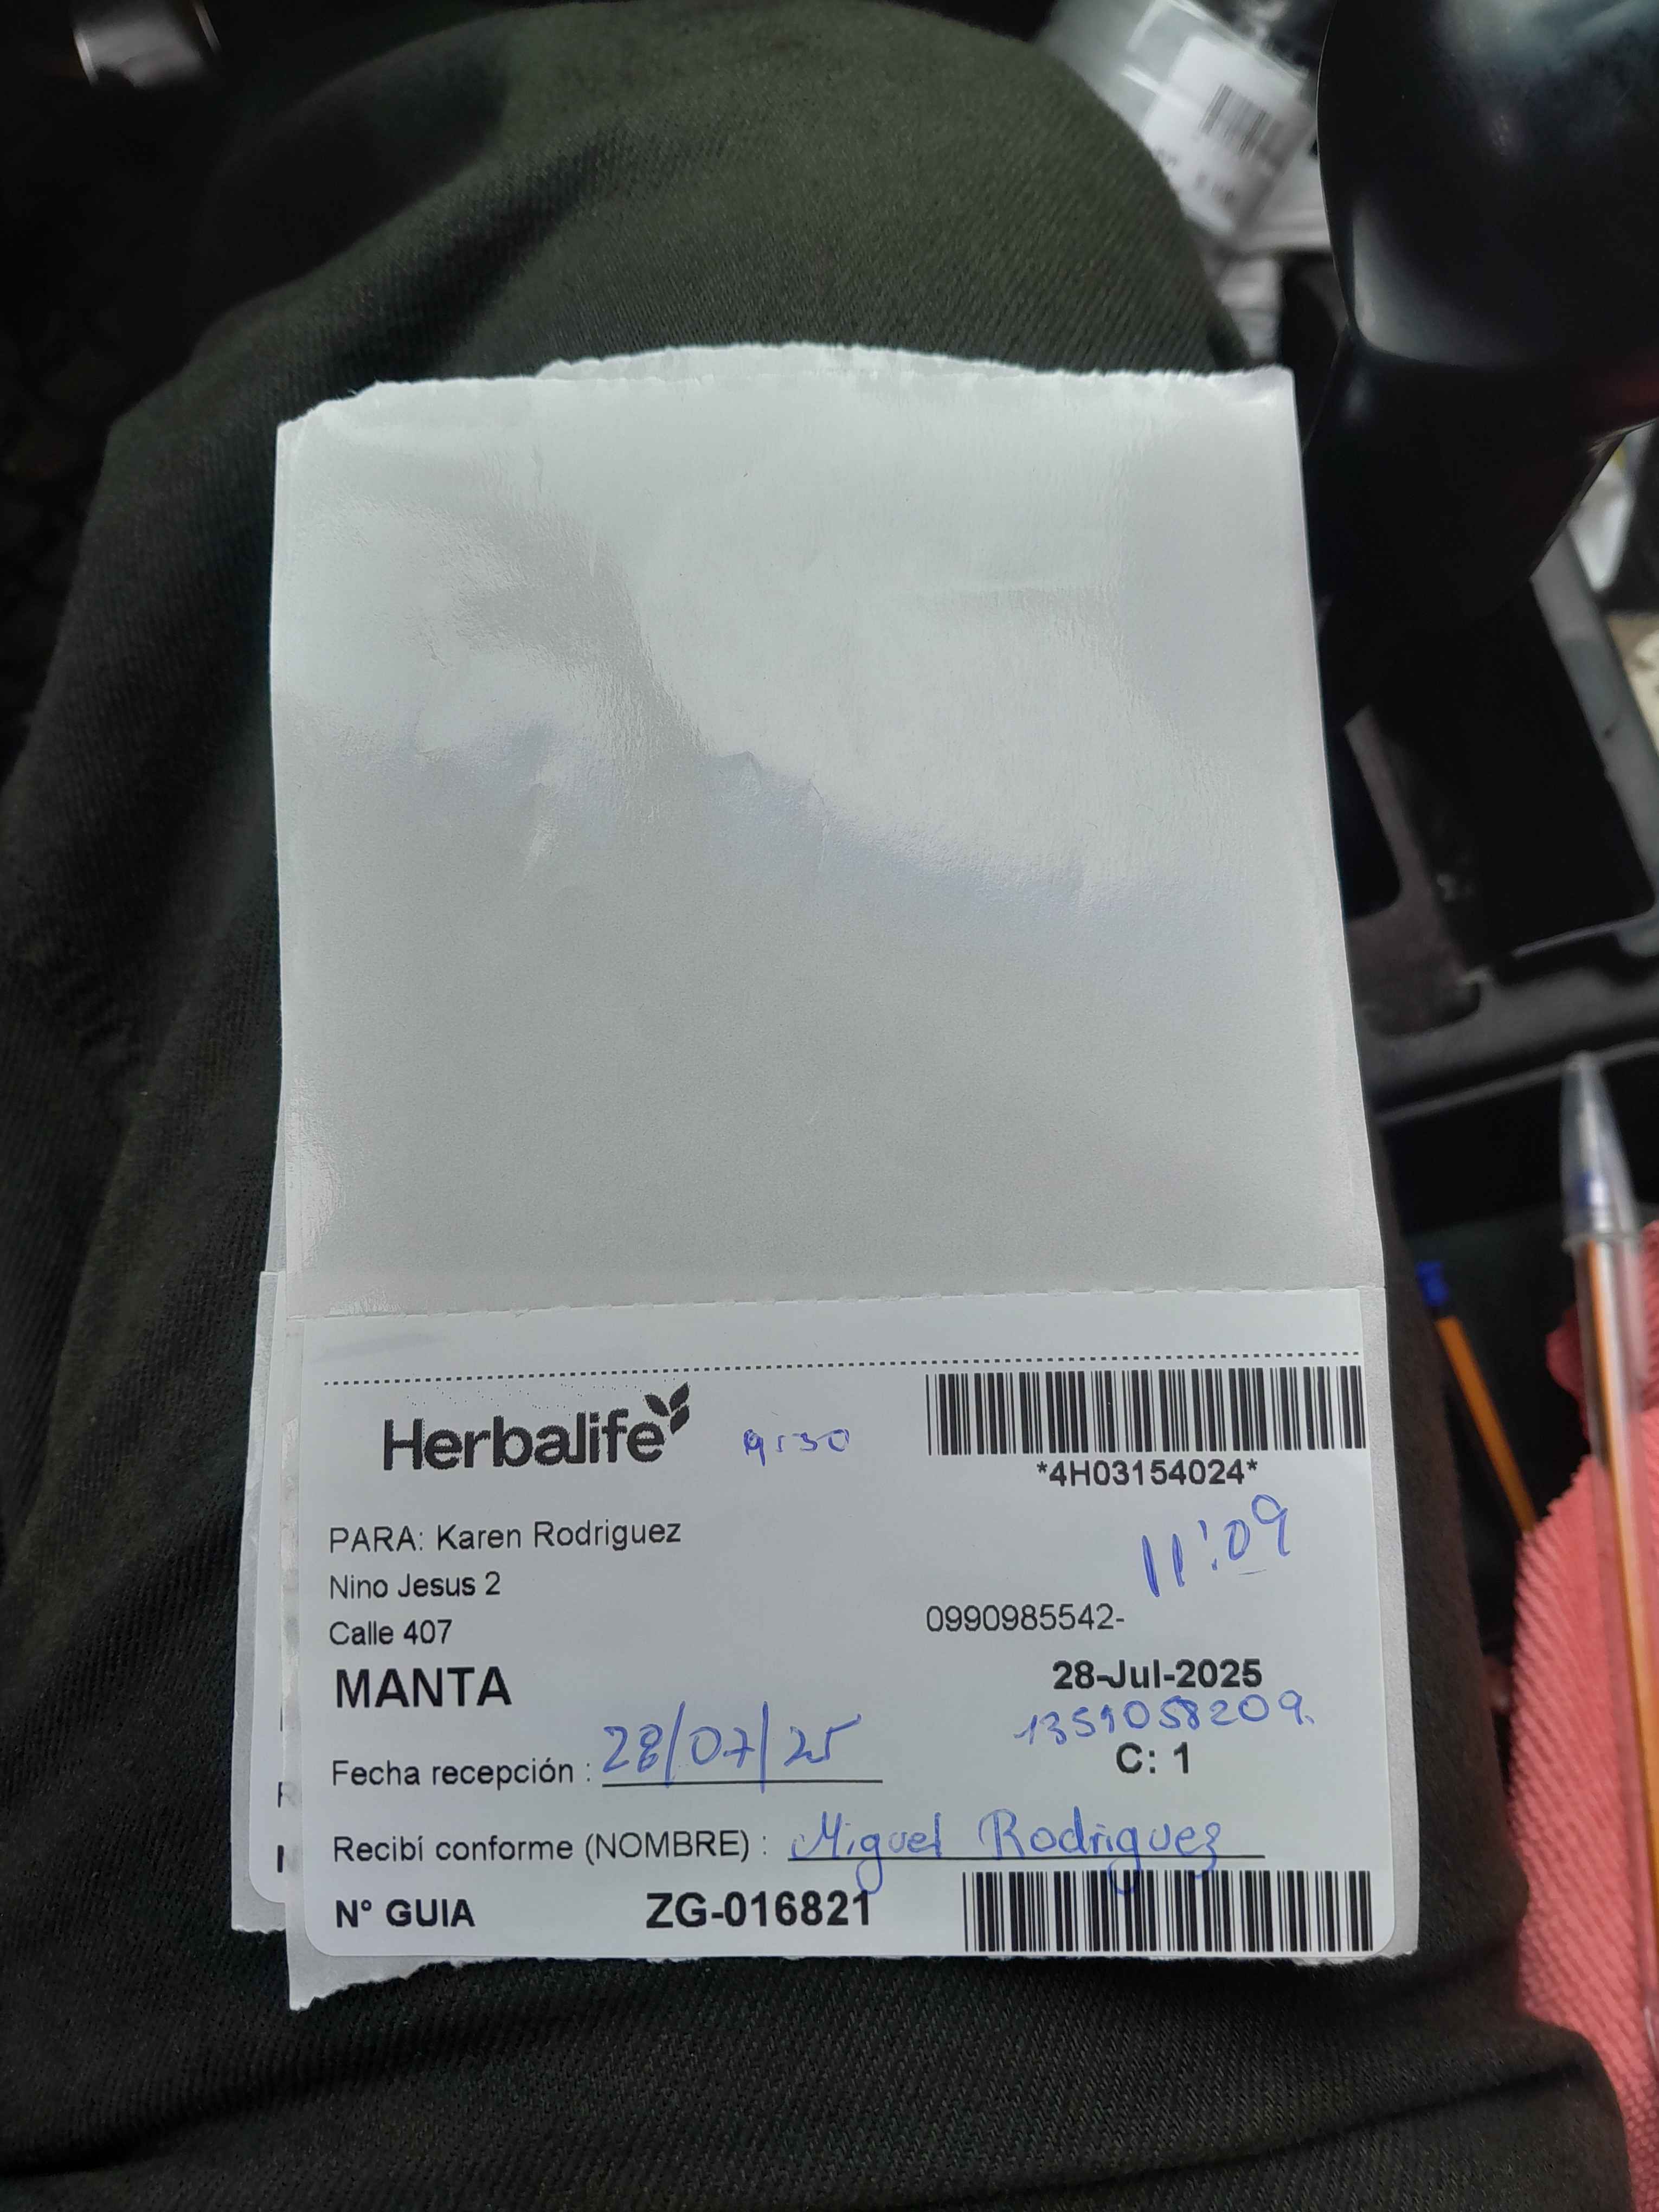 Herbalife
9:30
*4H03154024*
PARA: Karen Rodriguez
11:09
Nino Jesus 2
Calle 407
0990985542-
MANTA
28-Jul-2025
1351058209.
Fecha recepción : 28/07/25
C: 1
Recibí conforme (NOMBRE) : Miguel Rodriguez
N° GUIA ZG-016821